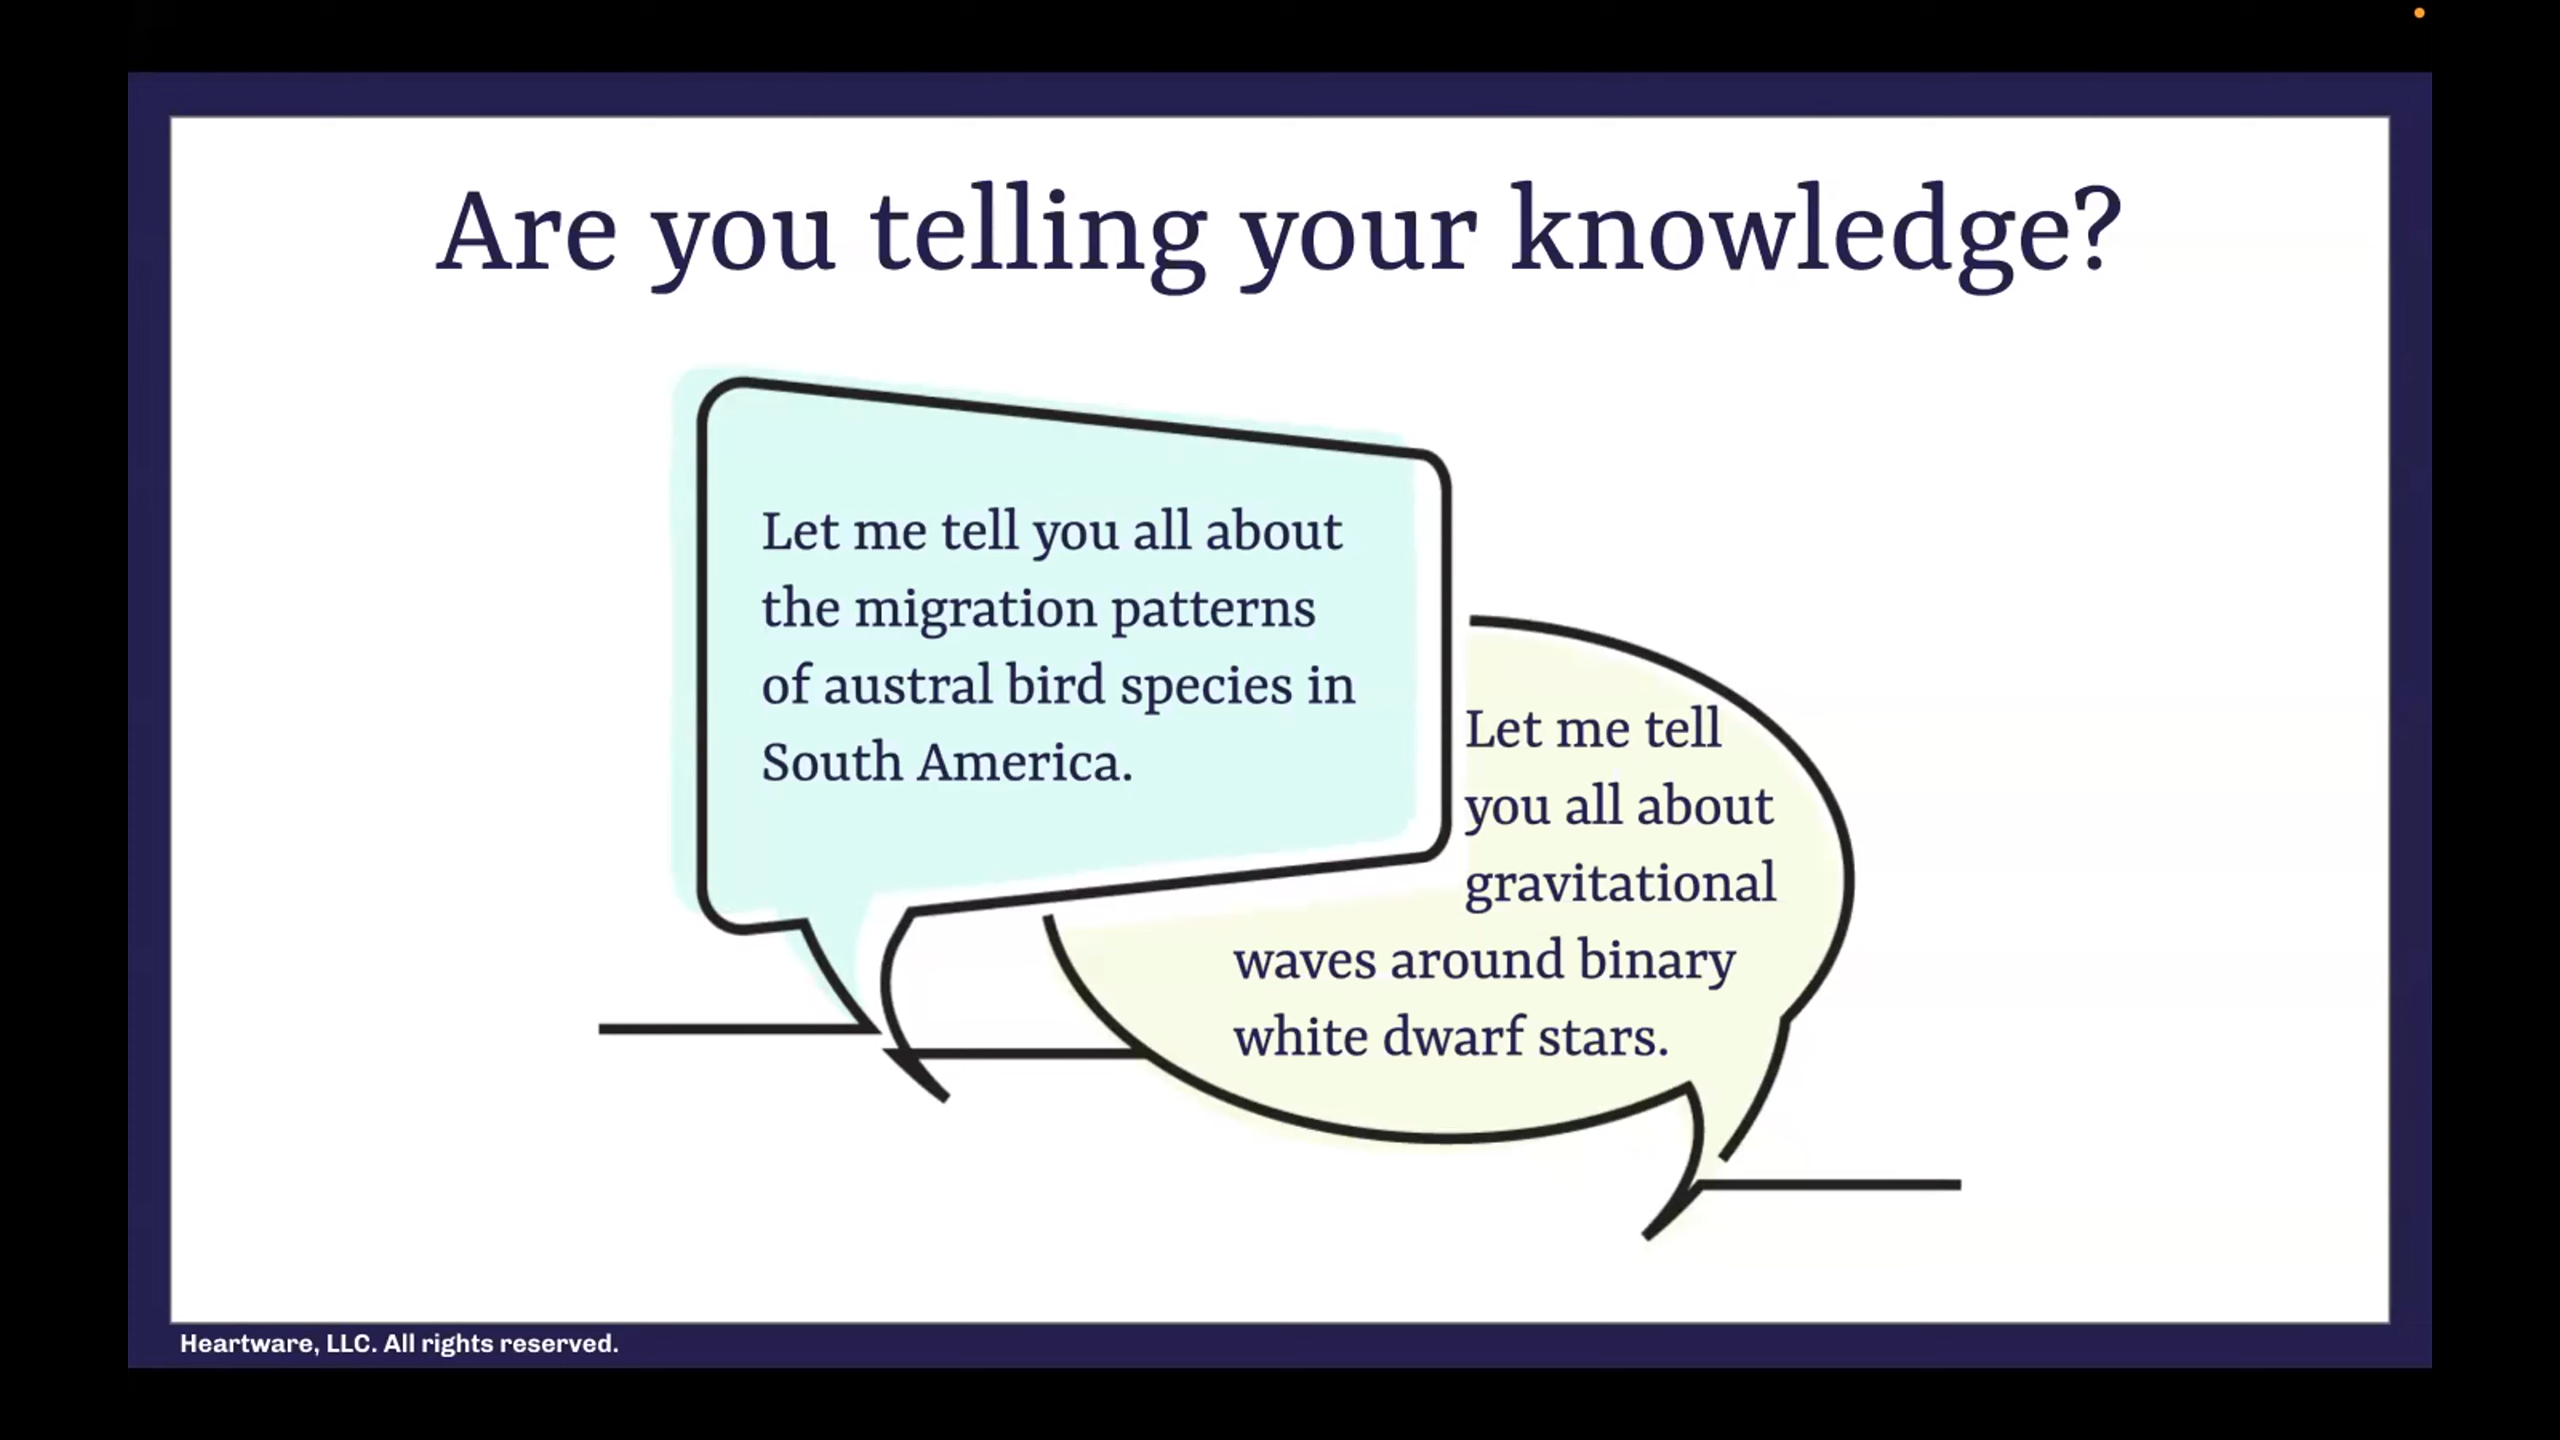 Are you telling your knowledge?
Let me tell you all about
the migration patterns
of austral bird species in
South America.
Let me tell
you all about
gravitational
waves around binary
white dwarf stars.
Heartware, LLC. All rights reserved.